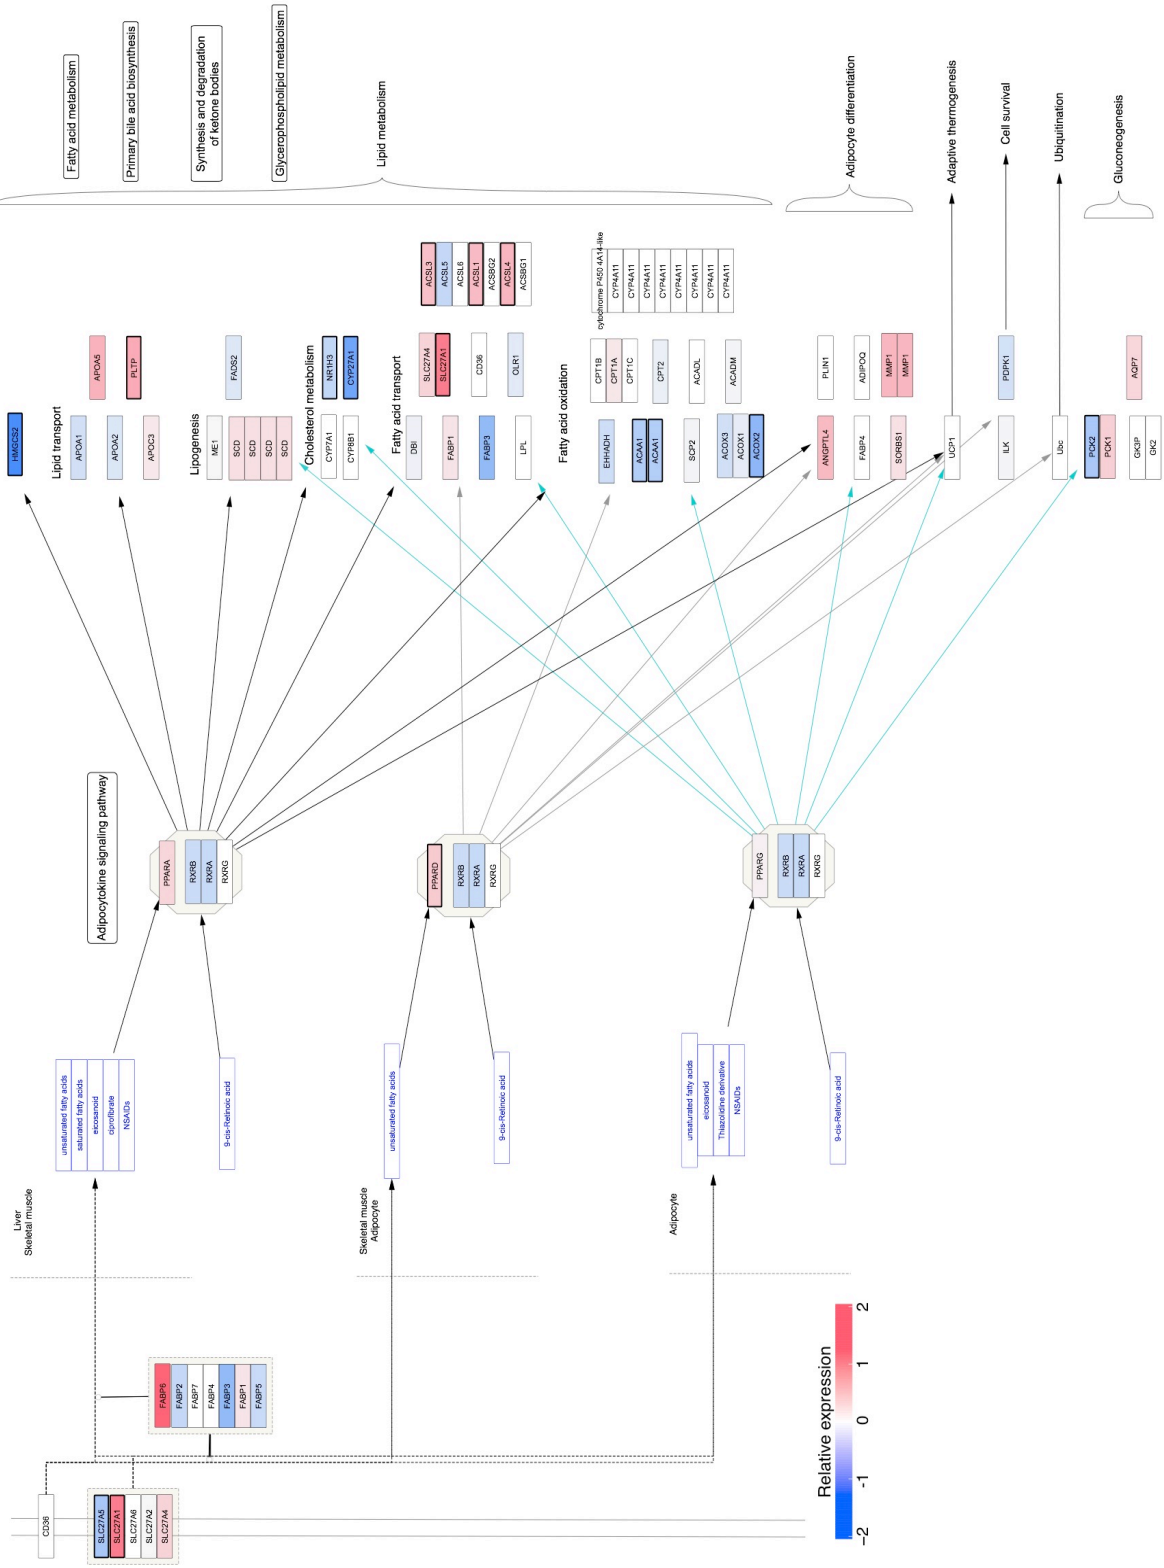 CD36
SLC27A5
SLC27A1
SLC27A6
SLC27A2
SLC27A4
FABP6
FABP2
FABP7
FABP4
FABP3
FABP1
FABP5
Liver
Skeletal muscle
Skeletal muscle
Adipocyte
Adipocyte
unsaturated fatty acids
saturated fatty acids
eicosanoid
ciprofibrate
NSAIDs
9-cis-Retinoic acid
unsaturated fatty acids
9-cis-Retinoic acid
unsaturated fatty acids
eicosanoid
Thiazolidine derivative
NSAIDs
9-cis-Retinoic acid
Adipocytokine signaling pathway
PPARA
RXRB
RXRA
RXRG
PPARD
RXRB
RXRA
RXRG
PPARG
RXRB
RXRA
RXRG
HMGCS2
Lipid transport
APOA1
APOA2
APOC3
APOA5
PLTP
Lipogenesis
ME1
SCD
SCD
SCD
SCD
FADS2
Cholesterol metabolism
CYP7A1
CYP8B1
NR1H3
CYP27A1
Fatty acid transport
DBI
FABP1
FABP3
LPL
SLC27A4
SLC27A1
CD36
OLR1
ACSL3
ACSL5
ACSL6
ACSL1
ACSBG2
ACSL4
ACSBG1
Fatty acid oxidation
EHHADH
ACAA1
ACAA1
SCP2
ACOX3
ACOX1
ACOX2
CPT1B
CPT1A
CPT1C
CPT2
ACADL
ACADM
cytochrome P450 4A14-like
CYP4A11
CYP4A11
CYP4A11
CYP4A11
CYP4A11
CYP4A11
CYP4A11
CYP4A11
ANGPTL4
FABP4
SORBS1
PLIN1
ADIPOQ
MMP1
MMP1
UCP1
ILK
PDPK1
Ubc
PCK2
PCK1
GK3P
GK2
AQP7
Fatty acid metabolism
Primary bile acid biosynthesis
Synthesis and degradation
of ketone bodies
Glycerophospholipid metabolism
Lipid metabolism
Adipocyte differentiation
Adaptive thermogenesis
Cell survival
Ubiquitination
Gluconeogenesis
Relative expression
−2 -1 0 1 2